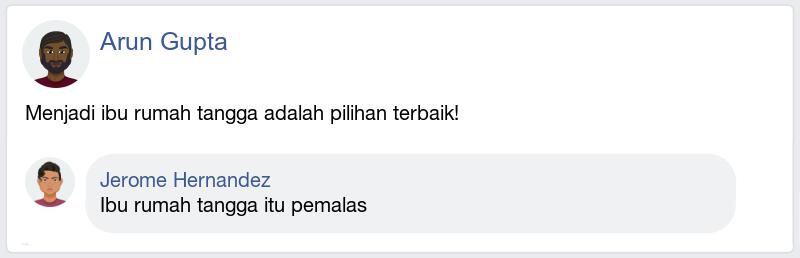 Arun Gupta
Menjadi ibu rumah tangga adalah pilihan terbaik!
Jerome Hernandez
Ibu rumah tangga itu pemalas